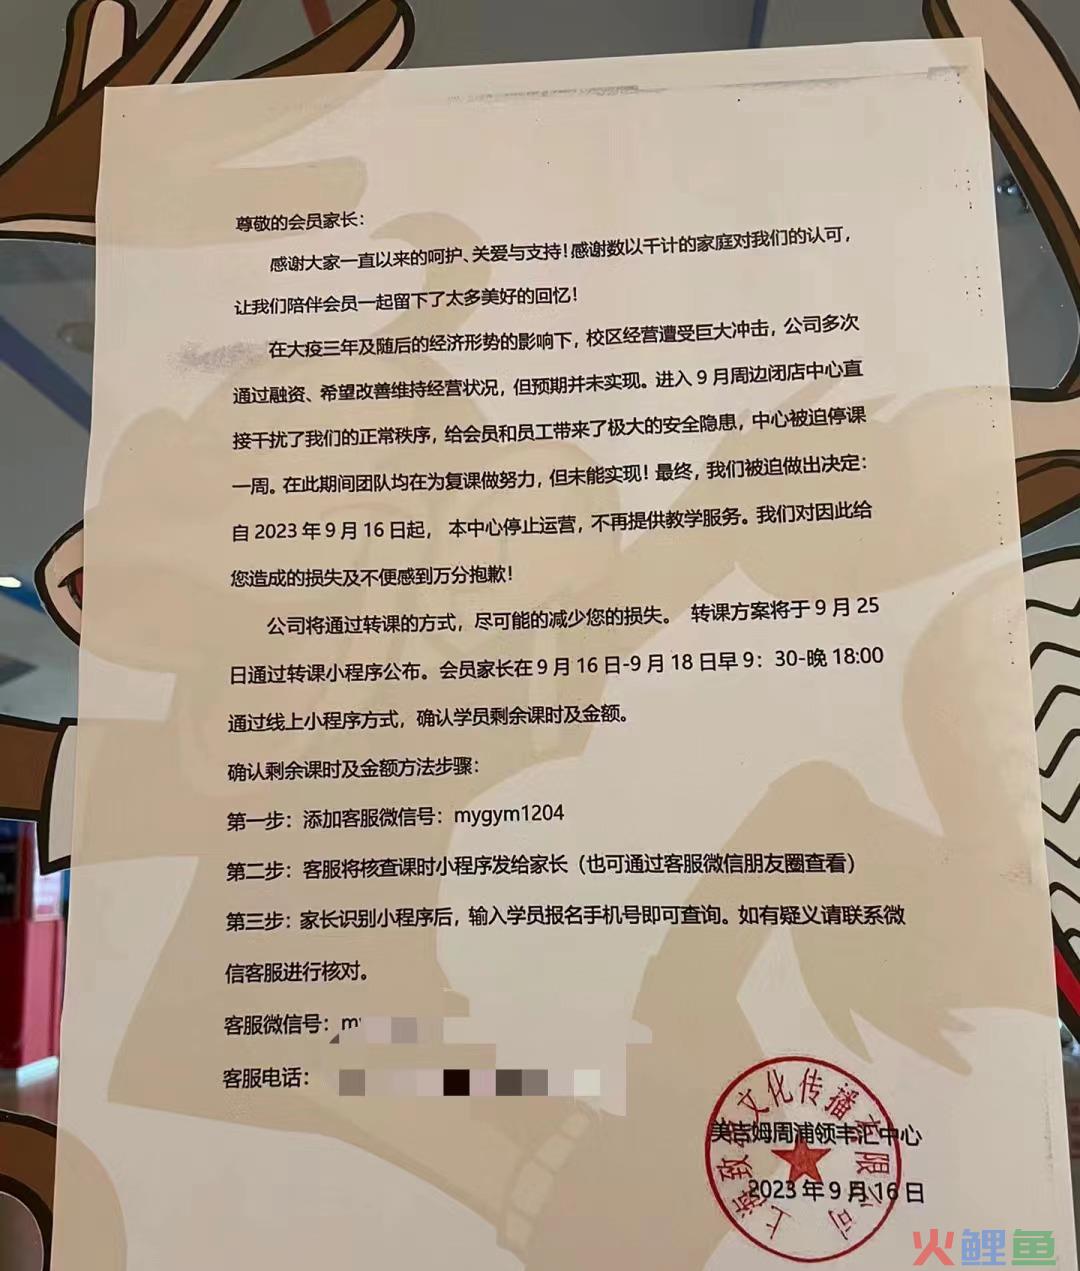 尊敬的会员家长：
感谢大家一直以来的呵护、关爱与支持！感谢数以千计的家庭对我们的认可，
让我们陪伴会员一起留下了太多美好的回忆！
在大疫三年及随后的经济形势的影响下，校区经营遭受巨大冲击，公司多次
通过融资、希望改善维持经营状况，但预期并未实现。进入 9 月周边闭店中心直
接干扰了我们的正常秩序，给会员和员工带来了极大的安全隐患，中心被迫停课
一周。在此期间团队均在为复课做努力，但未能实现！最终，我们被迫做出决定：
自 2023 年 9 月 16 日起， 本中心停止运营，不再提供教学服务。我们对因此给
您造成的损失及不便感到万分抱歉！
公司将通过转课的方式，尽可能的减少您的损失。 转课方案将于 9 月 25
日通过转课小程序公布。会员家长在 9 月 16 日-9 月 18 日早 9：30-晚 18:00
通过线上小程序方式，确认学员剩余课时及金额。
确认剩余课时及金额方法步骤：
第一步：添加客服微信号：mygym1204
第二步：客服将核查课时小程序发给家长（也可通过客服微信朋友圈查看）
第三步：家长识别小程序后，输入学员报名手机号即可查询。如有疑义请联系微
信客服进行核对。
客服微信号：my
客服电话：
美吉姆周浦领丰汇中心
2023 年 9 月 16 日
上海致 文化传播有限公司
火鲤鱼